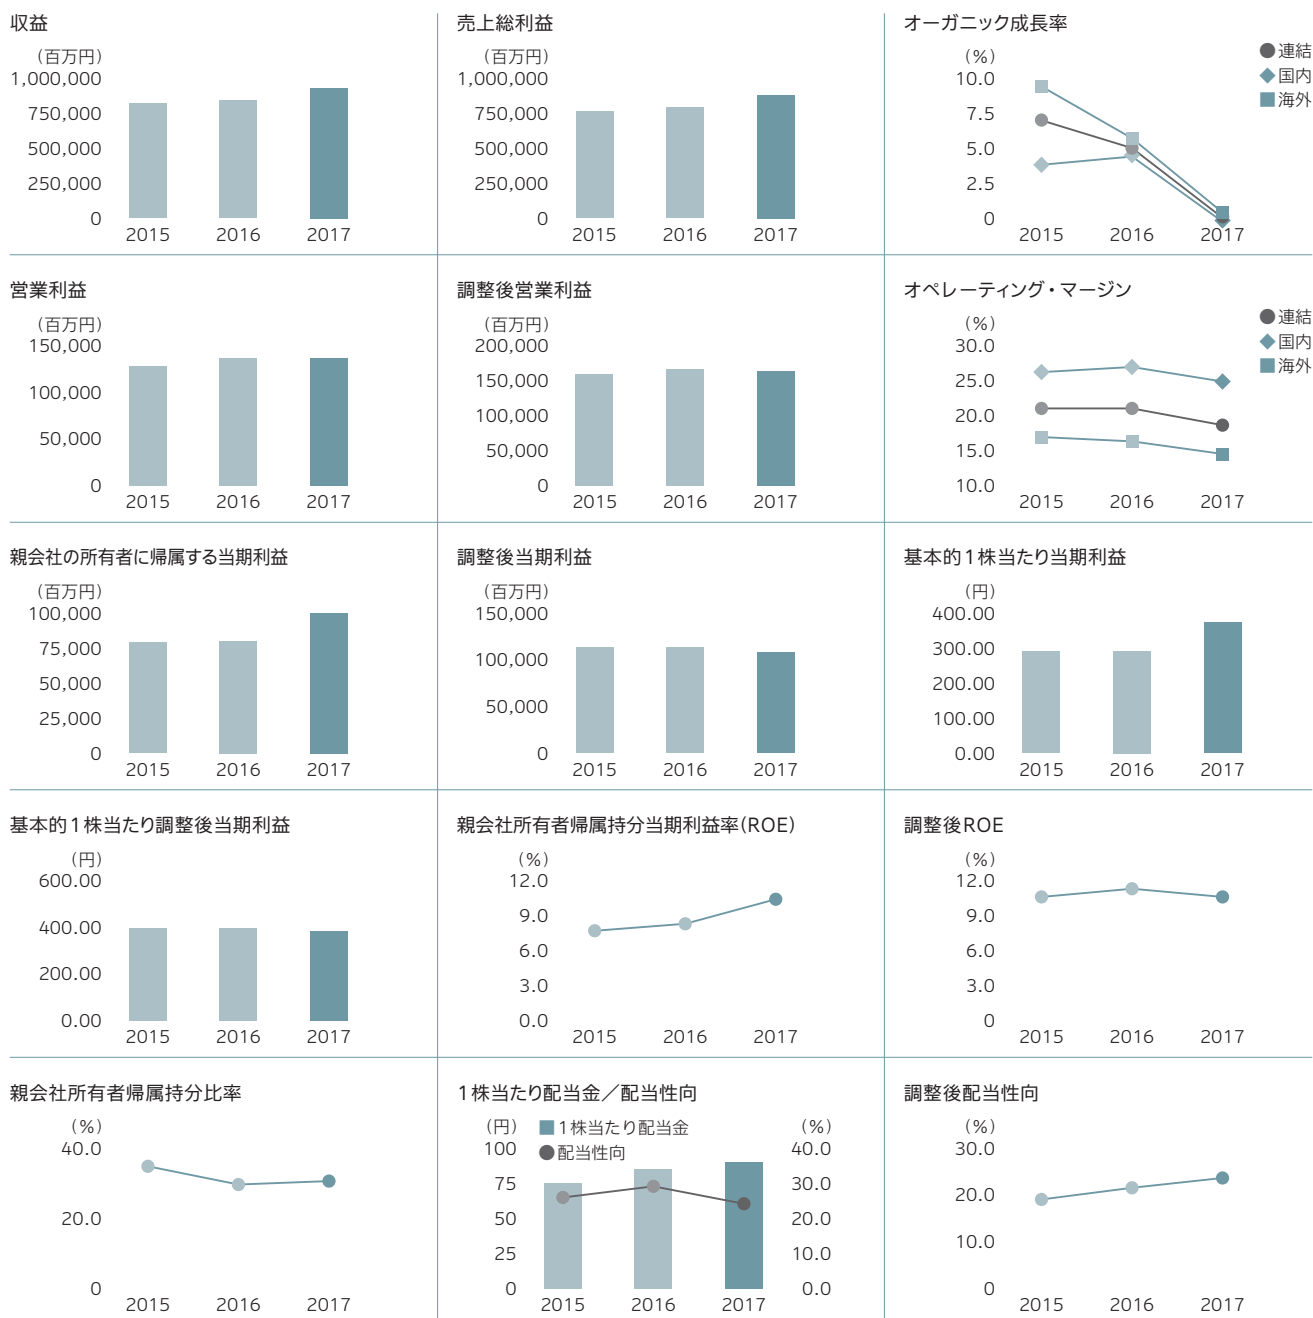 収益
（百万円）
1,000,000
750,000
500,000
250,000
0
2015 2016 2017
売上総利益
（百万円）
1,000,000
750,000
500,000
250,000
0
2015 2016 2017
オーガニック成長率
（%）
10.0
7.5
5.0
2.5
0
2015 2016 2017
連結
国内
海外
営業利益
（百万円）
150,000
100,000
50,000
0
2015 2016 2017
調整後営業利益
（百万円）
200,000
150,000
100,000
50,000
0
2015 2016 2017
オペレーティング・マージン
（%）
30.0
25.0
20.0
15.0
10.0
2015 2016 2017
連結
国内
海外
親会社の所有者に帰属する当期利益
（百万円）
100,000
75,000
50,000
25,000
0
2015 2016 2017
調整後当期利益
（百万円）
150,000
100,000
50,000
0
2015 2016 2017
基本的1株当たり当期利益
（円）
400.00
300.00
200.00
100.00
0.00
2015 2016 2017
基本的1株当たり調整後当期利益
（円）
600.00
400.00
200.00
0.00
2015 2016 2017
親会社所有者帰属持分当期利益率（ROE）
（%）
12.0
9.0
6.0
3.0
0.0
2015 2016 2017
調整後ROE
（%）
12.0
9.0
6.0
3.0
0
2015 2016 2017
親会社所有者帰属持分比率
（%）
40.0
20.0
0
2015 2016 2017
1株当たり配当金／配当性向
（円）
100
75
50
25
0
1株当たり配当金
配当性向
（%）
40.0
30.0
20.0
10.0
0.0
2015 2016 2017
調整後配当性向
（%）
30.0
20.0
10.0
0
2015 2016 2017